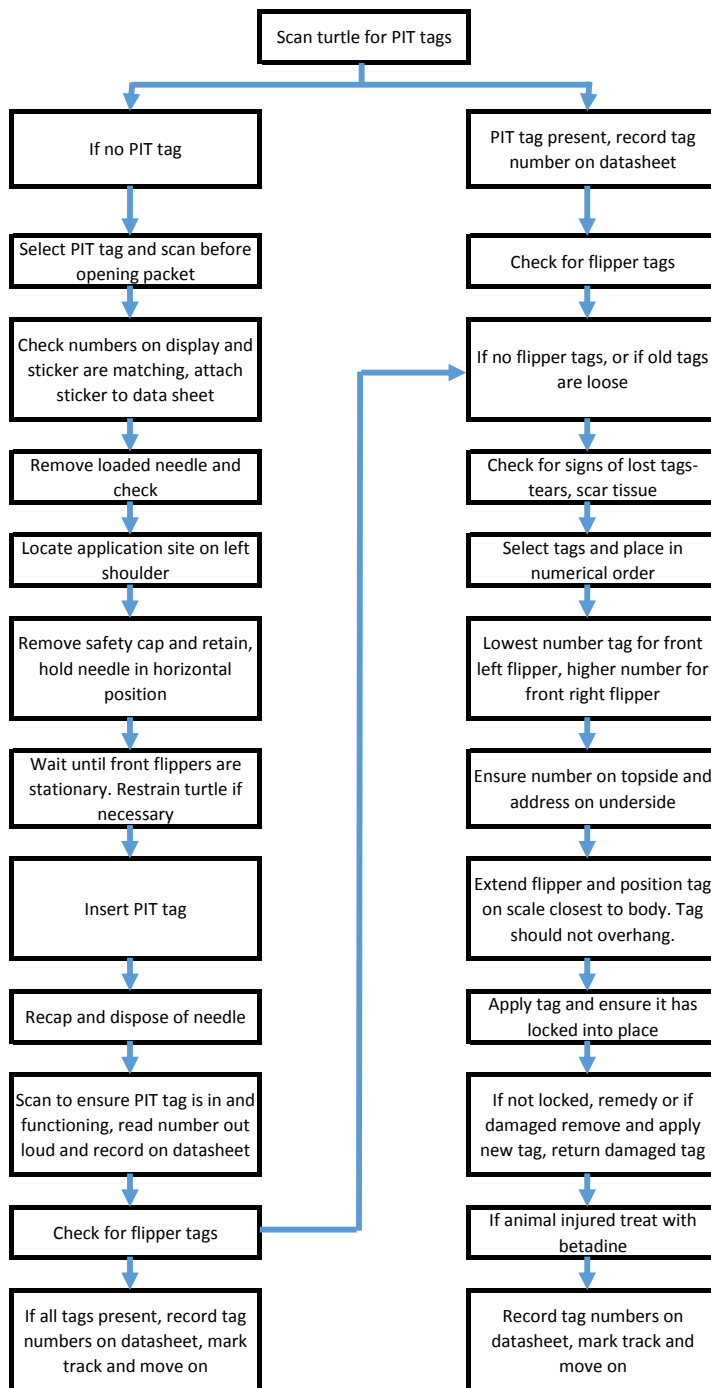 Scan turtle for PIT tags
If no PIT tag
Select PIT tag and scan before
opening packet
Check numbers on display and
sticker are matching, attach
sticker to data sheet
Remove loaded needle and
check
Locate application site on left
shoulder
Remove safety cap and retain,
hold needle in horizontal
position
Wait until front flippers are
stationary. Restrain turtle if
necessary
Insert PIT tag
Recap and dispose of needle
Scan to ensure PIT tag is in and
functioning, read number out
loud and record on datasheet
Check for flipper tags
If all tags present, record tag
numbers on datasheet, mark
track and move on
PIT tag present, record tag
number on datasheet
Check for flipper tags
If no flipper tags, or if old tags
are loose
Check for signs of lost tags-
tears, scar tissue
Select tags and place in
numerical order
Lowest number tag for front
left flipper, higher number for
front right flipper
Ensure number on topside and
address on underside
Extend flipper and position tag
on scale closest to body. Tag
should not overhang.
Apply tag and ensure it has
locked into place
If not locked, remedy or if
damaged remove and apply
new tag, return damaged tag
If animal injured treat with
betadine
Record tag numbers on
datasheet, mark track and
move on